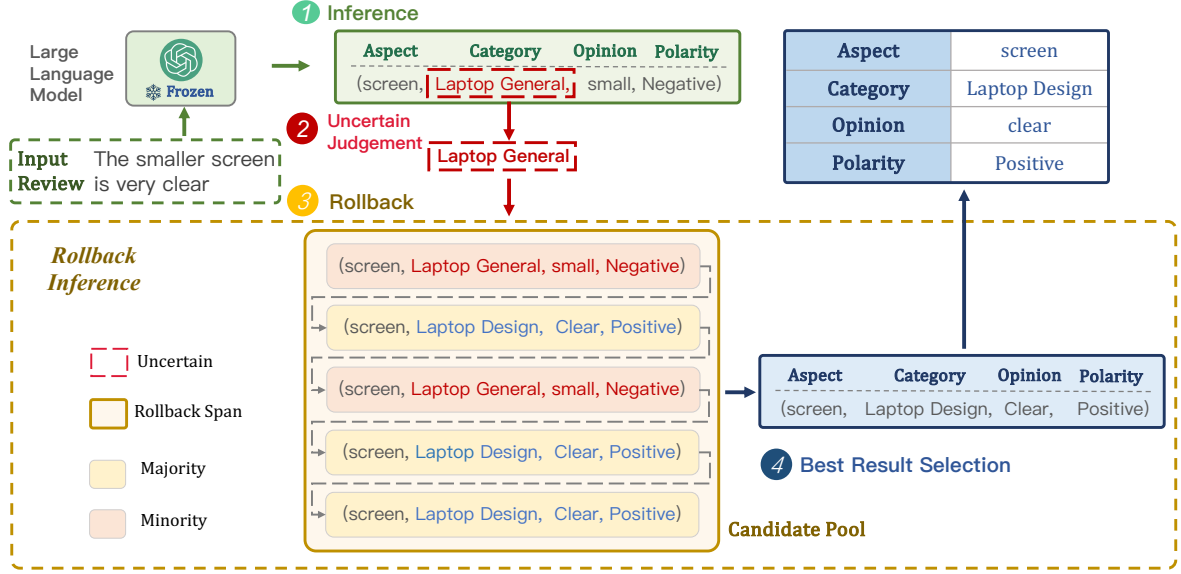 1 Inference
Large
Language
Model
Frozen
Aspect Category Opinion Polarity
(screen, Laptop General, small, Negative)
2 Uncertain
Judgement
Laptop General
Input
Review
The smaller screen
is very clear
3 Rollback
Aspect screen
Category Laptop Design
Opinion clear
Polarity Positive
Rollback
Inference
Uncertain
Rollback Span
Majority
Minority
(screen, Laptop General, small, Negative)
(screen, Laptop Design, Clear, Positive)
(screen, Laptop General, small, Negative)
(screen, Laptop Design, Clear, Positive)
(screen, Laptop Design, Clear, Positive)
Candidate Pool
Aspect Category Opinion Polarity
(screen, Laptop Design, Clear, Positive)
4 Best Result Selection